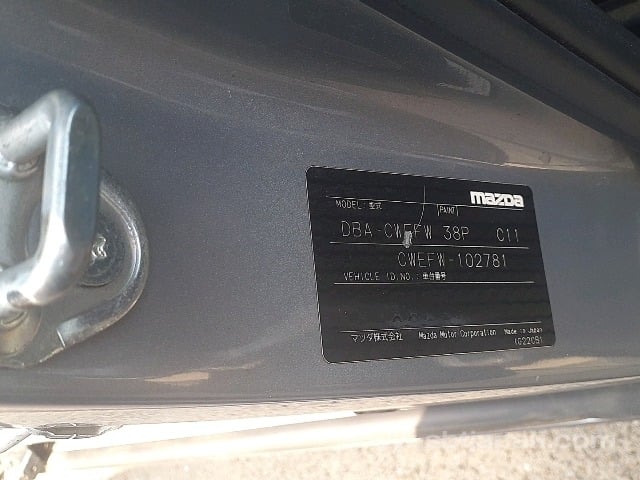 mazda
MODEL:型式 PAINT
DBA-CWEFW 38P C11
CWEFW-102781
VEHICLE ID.NO.:車台番号
マツダ株式会社 Mazda Motor Corporation Made in Japan
(G22CB)